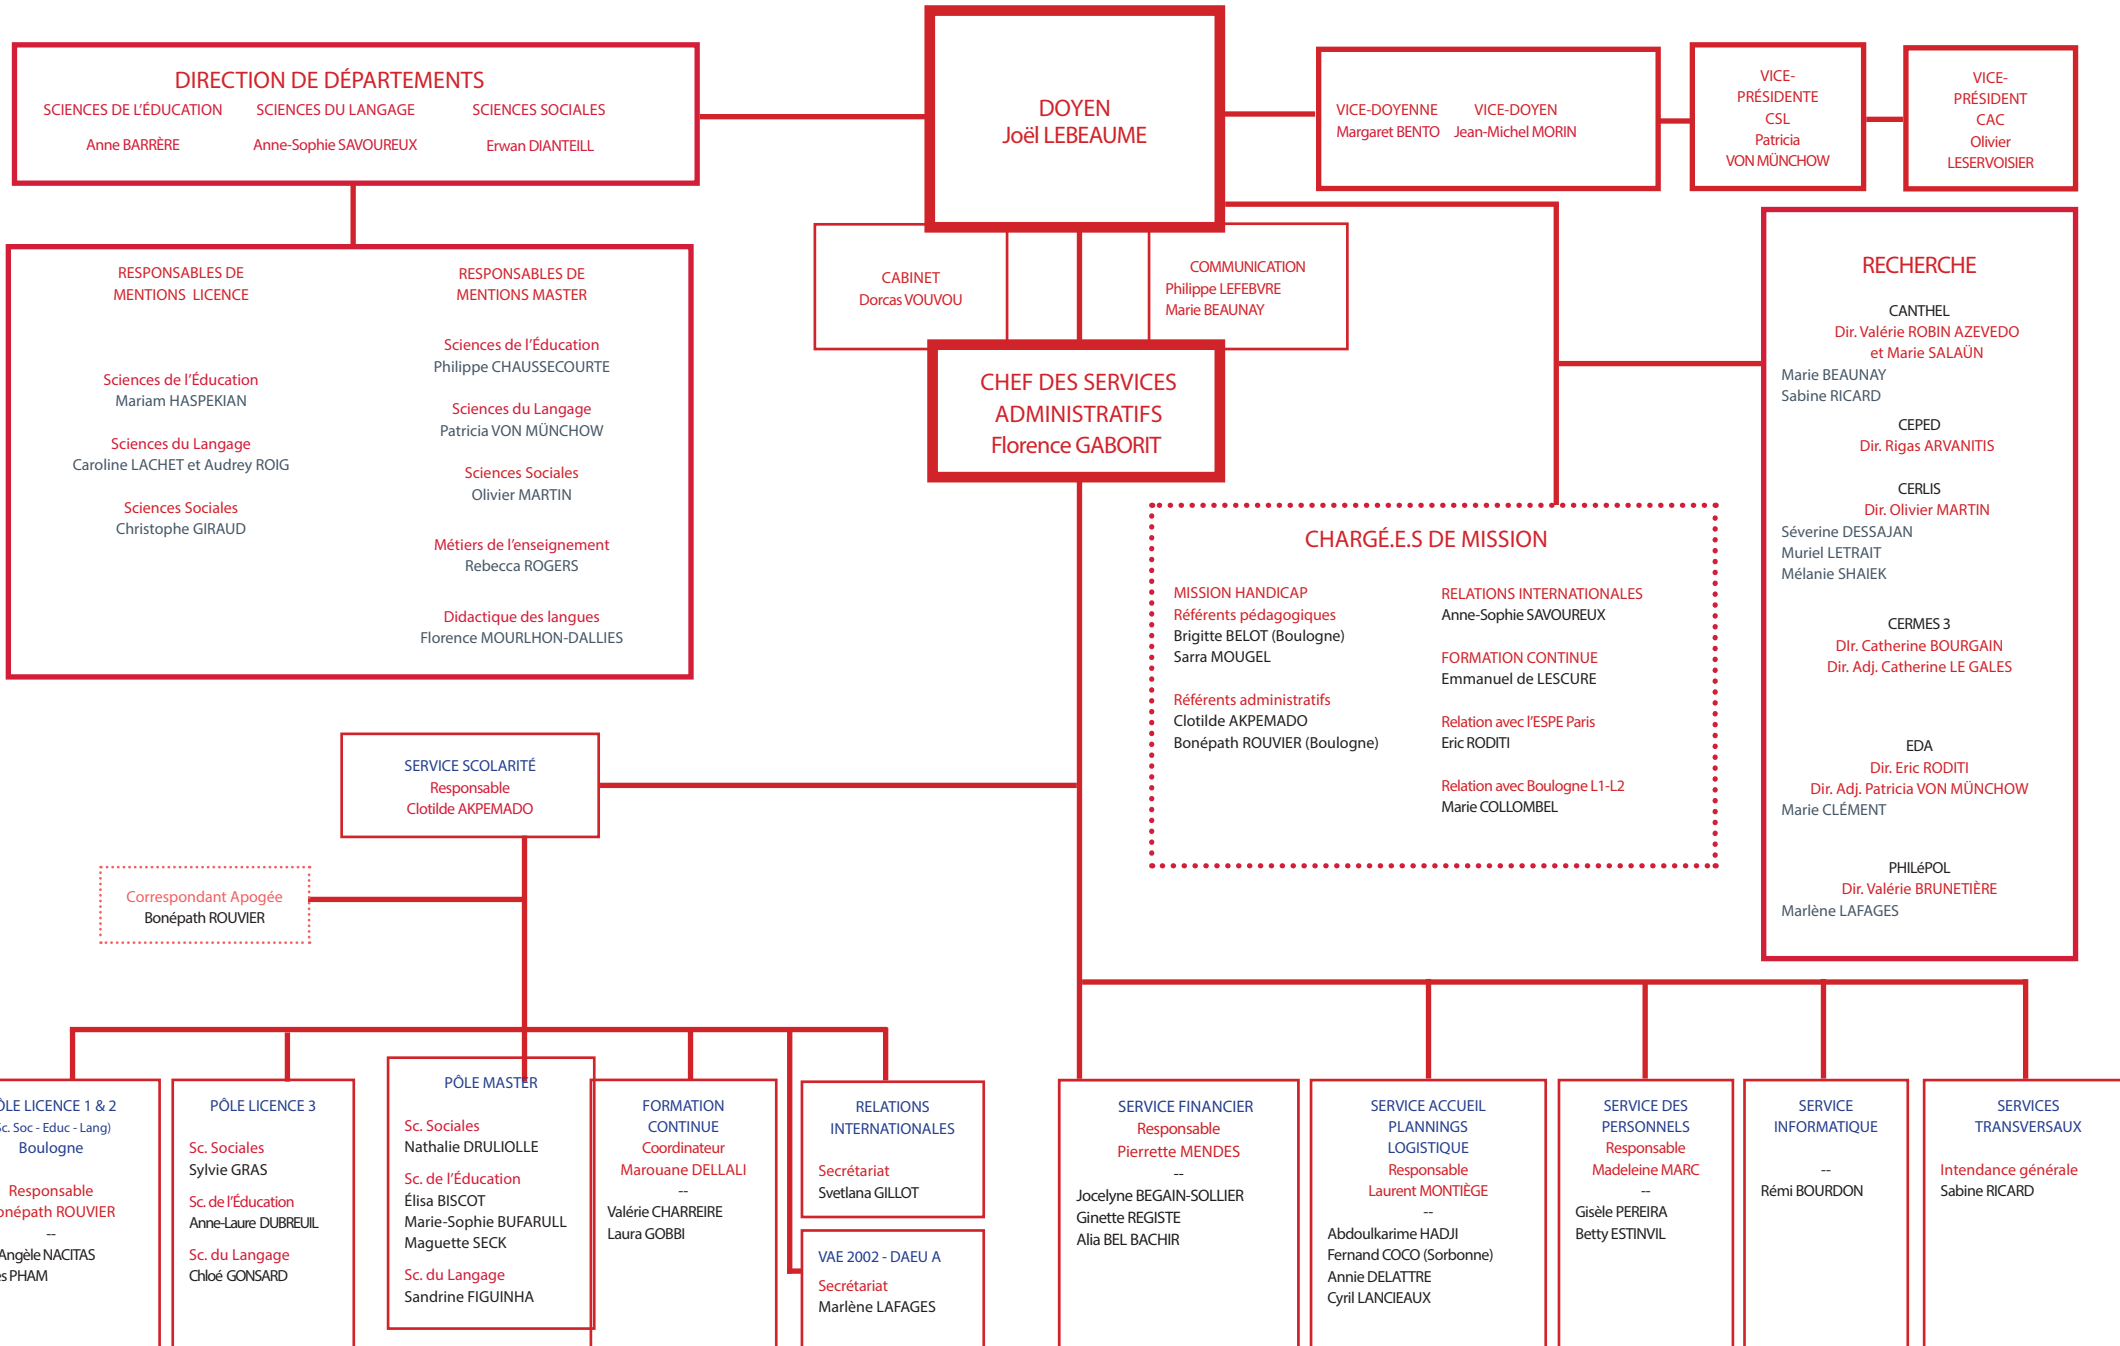 DIRECTION DE DÉPARTEMENTS
SCIENCES DE L'ÉDUCATION
Anne BARRÈRE
SCIENCES DU LANGAGE
Anne-Sophie SAVOUREUX
SCIENCES SOCIALES
Erwan DIANTEILL
DOYEN
Joël LEBEAUME
VICE-DOYENNE
Margaret BENTO
VICE-DOYEN
Jean-Michel MORIN
VICE-
PRÉSIDENTE
CSL
Patricia
VON MÜNCHOW
VICE-
PRÉSIDENT
CAC
Olivier
LESERVOISIER
RESPONSABLES DE
MENTIONS LICENCE
Sciences de l'Éducation
Mariam HASPEKIAN
Sciences du Langage
Caroline LACHET et Audrey ROIG
Sciences Sociales
Christophe GIRAUD
RESPONSABLES DE
MENTIONS MASTER
Sciences de l'Éducation
Philippe CHAUSSECOURTE
Sciences du Langage
Patricia VON MÜNCHOW
Sciences Sociales
Olivier MARTIN
Métiers de l'enseignement
Rebecca ROGERS
Didactique des langues
Florence MOURLHON-DALLIES
CABINET
Dorcas VOUVOU
COMMUNICATION
Philippe LEFEBVRE
Marie BEAUNAY
CHEF DES SERVICES
ADMINISTRATIFS
Florence GABORIT
RECHERCHE
CANTHEL
Dir. Valérie ROBIN AZEVEDO
et Marie SALAÜN
Marie BEAUNAY
Sabine RICARD
CEPED
Dir. Rigas ARVANITIS
CERLIS
Dir. Olivier MARTIN
Séverine DESSAJAN
Muriel LETRAIT
Mélanie SHAIEK
CERMES 3
DIr. Catherine BOURGAIN
Dir. Adj. Catherine LE GALES
EDA
Dir. Eric RODITI
Dir. Adj. Patricia VON MÜNCHOW
Marie CLÉMENT
PHILéPOL
Dir. Valérie BRUNETIÈRE
Marlène LAFAGES
CHARGÉ.E.S DE MISSION
MISSION HANDICAP
Référents pédagogiques
Brigitte BELOT (Boulogne)
Sarra MOUGEL
Référents administratifs
Clotilde AKPEMADO
Bonépath ROUVIER (Boulogne)
RELATIONS INTERNATIONALES
Anne-Sophie SAVOUREUX
FORMATION CONTINUE
Emmanuel de LESCURE
Relation avec l'ESPE Paris
Eric RODITI
Relation avec Boulogne L1-L2
Marie COLLOMBEL
SERVICE SCOLARITÉ
Responsable
Clotilde AKPEMADO
Correspondant Apogée
Bonépath ROUVIER
ÔLE LICENCE 1 & 2
Sc. Soc - Educ - Lang)
Boulogne
Responsable
onépath ROUVIER
--
Angèle NACITAS
es PHAM
PÔLE LICENCE 3
Sc. Sociales
Sylvie GRAS
Sc. de l'Éducation
Anne-Laure DUBREUIL
Sc. du Langage
Chloé GONSARD
PÔLE MASTER
Sc. Sociales
Nathalie DRULIOLLE
Sc. de l'Éducation
Élisa BISCOT
Marie-Sophie BUFARULL
Maguette SECK
Sc. du Langage
Sandrine FIGUINHA
FORMATION
CONTINUE
Coordinateur
Marouane DELLALI
--
Valérie CHARREIRE
Laura GOBBI
RELATIONS
INTERNATIONALES
Secrétariat
Svetlana GILLOT
VAE 2002 - DAEU A
Secrétariat
Marlène LAFAGES
SERVICE FINANCIER
Responsable
Pierrette MENDES
--
Jocelyne BEGAIN-SOLLIER
Ginette REGISTE
Alia BEL BACHIR
SERVICE ACCUEIL
PLANNINGS
LOGISTIQUE
Responsable
Laurent MONTIÈGE
--
Abdoulkarime HADJI
Fernand COCO (Sorbonne)
Annie DELATTRE
Cyril LANCIEAUX
SERVICE DES
PERSONNELS
Responsable
Madeleine MARC
--
Gisèle PEREIRA
Betty ESTINVIL
SERVICE
INFORMATIQUE
--
Rémi BOURDON
SERVICES
TRANSVERSAUX
Intendance générale
Sabine RICARD